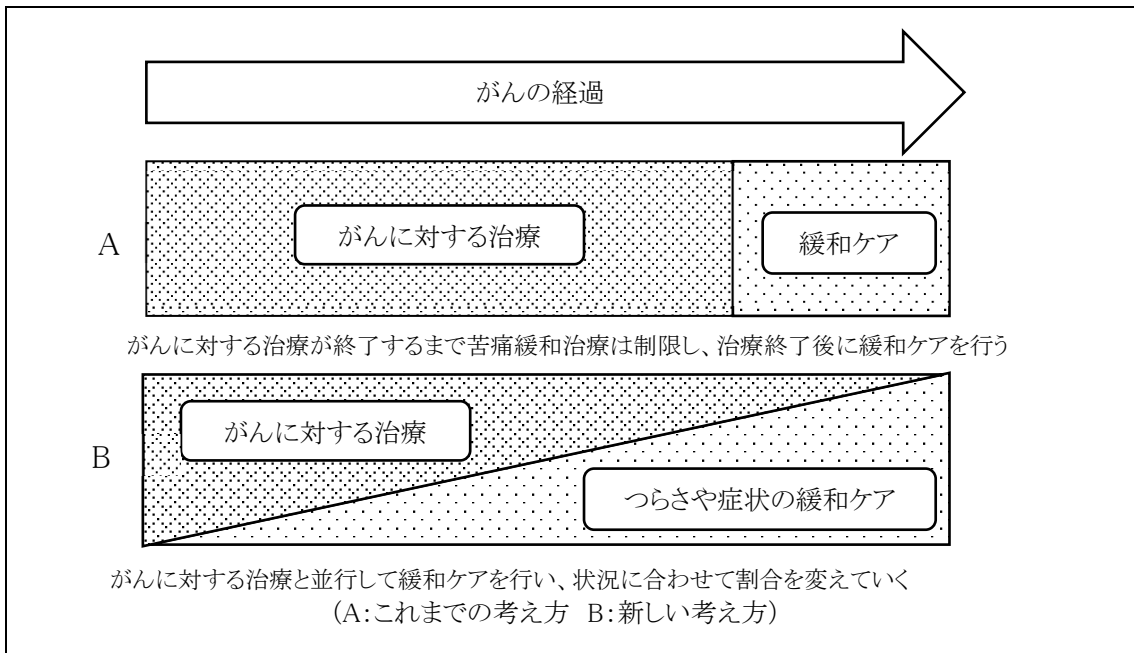 がんの経過
A
がんに対する治療
緩和ケア
がんに対する治療が終了するまで苦痛緩和治療は制限し、治療終了後に緩和ケアを行う
B
がんに対する治療
つらさや症状の緩和ケア
がんに対する治療と並行して緩和ケアを行い、状況に合わせて割合を変えていく
（A：これまでの考え方　B：新しい考え方）